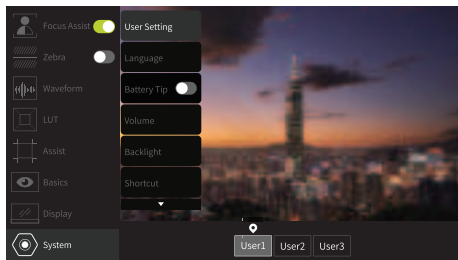 Focus Assist
Zebra
Waveform
LUT
Assist
Basics
Display
System
User Setting
Language
Battery Tip
Volume
Backlight
Shortcut
User1 User2 User3